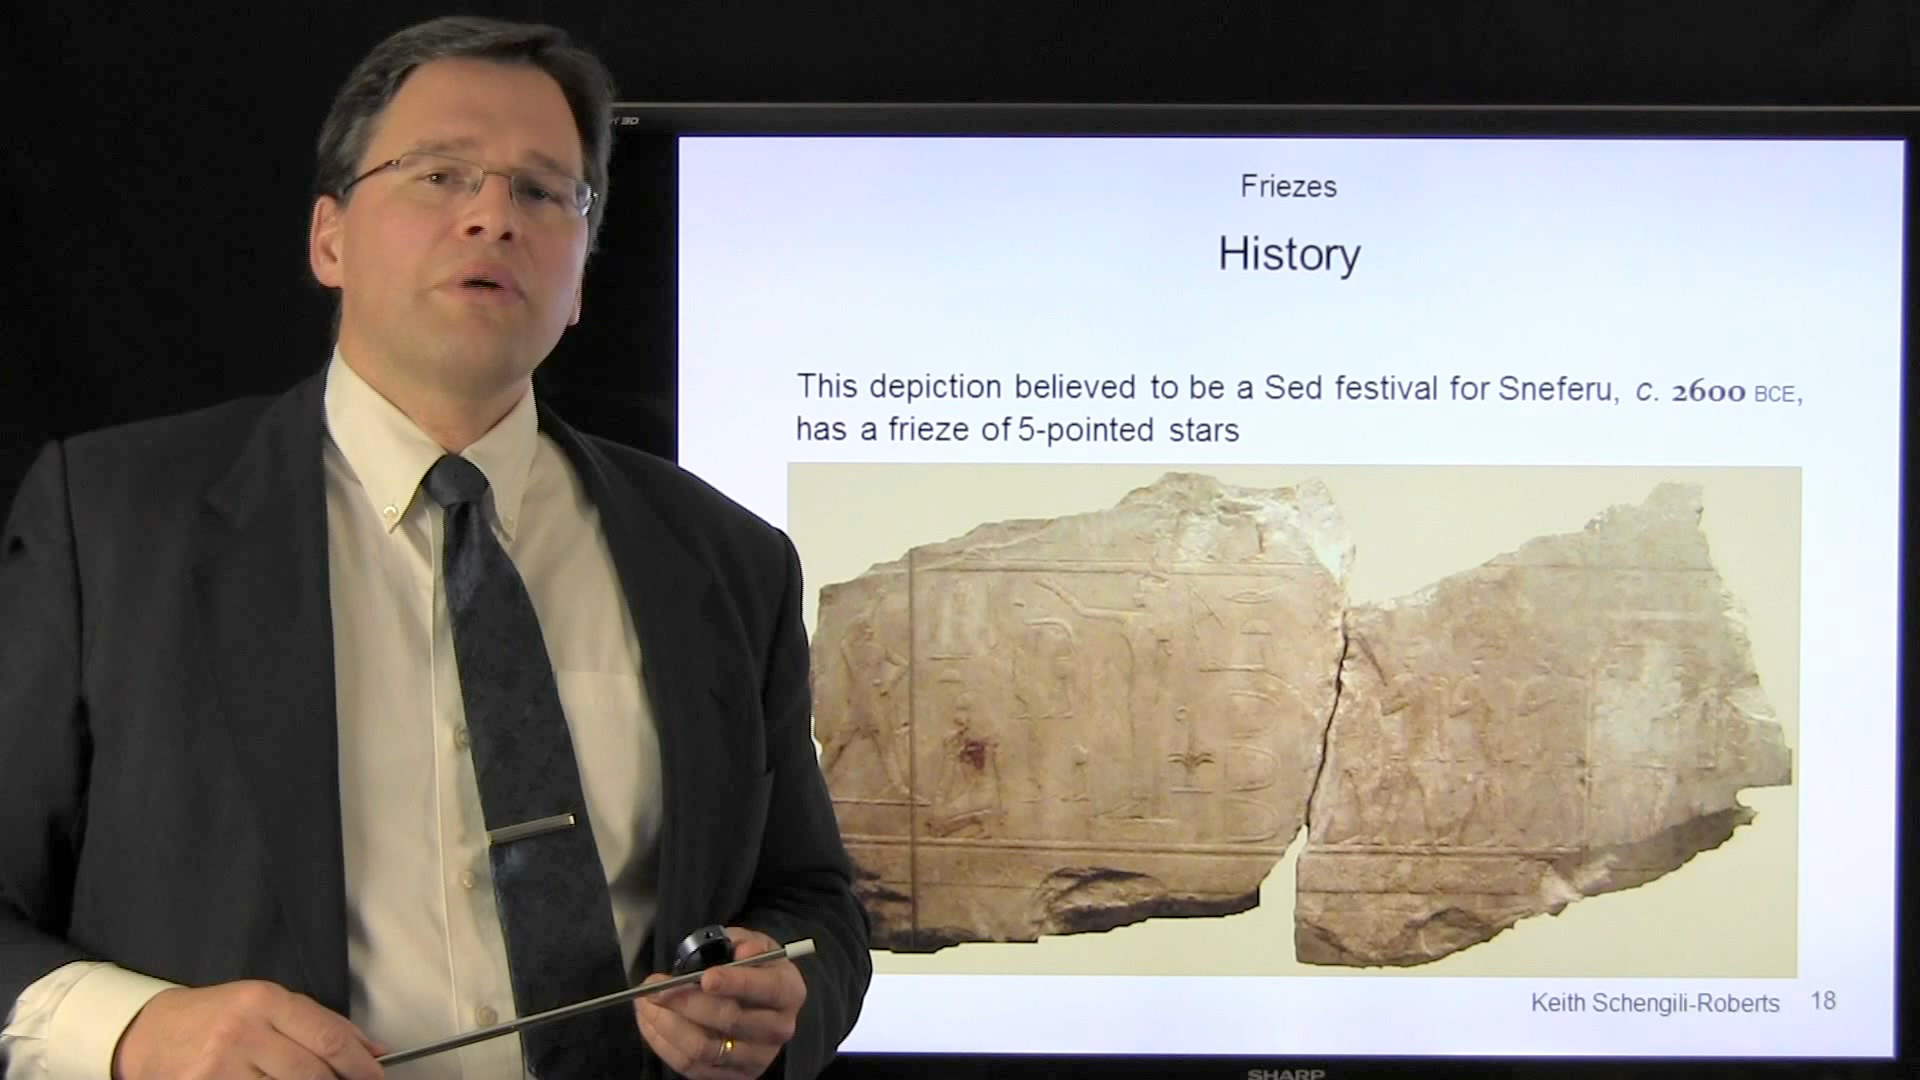 3D
Friezes
History
This depiction believed to be a Sed festival for Sneferu, c. 2600 BCE,
has a frieze of 5-pointed stars
Keith Schengili-Roberts 18
SHARP